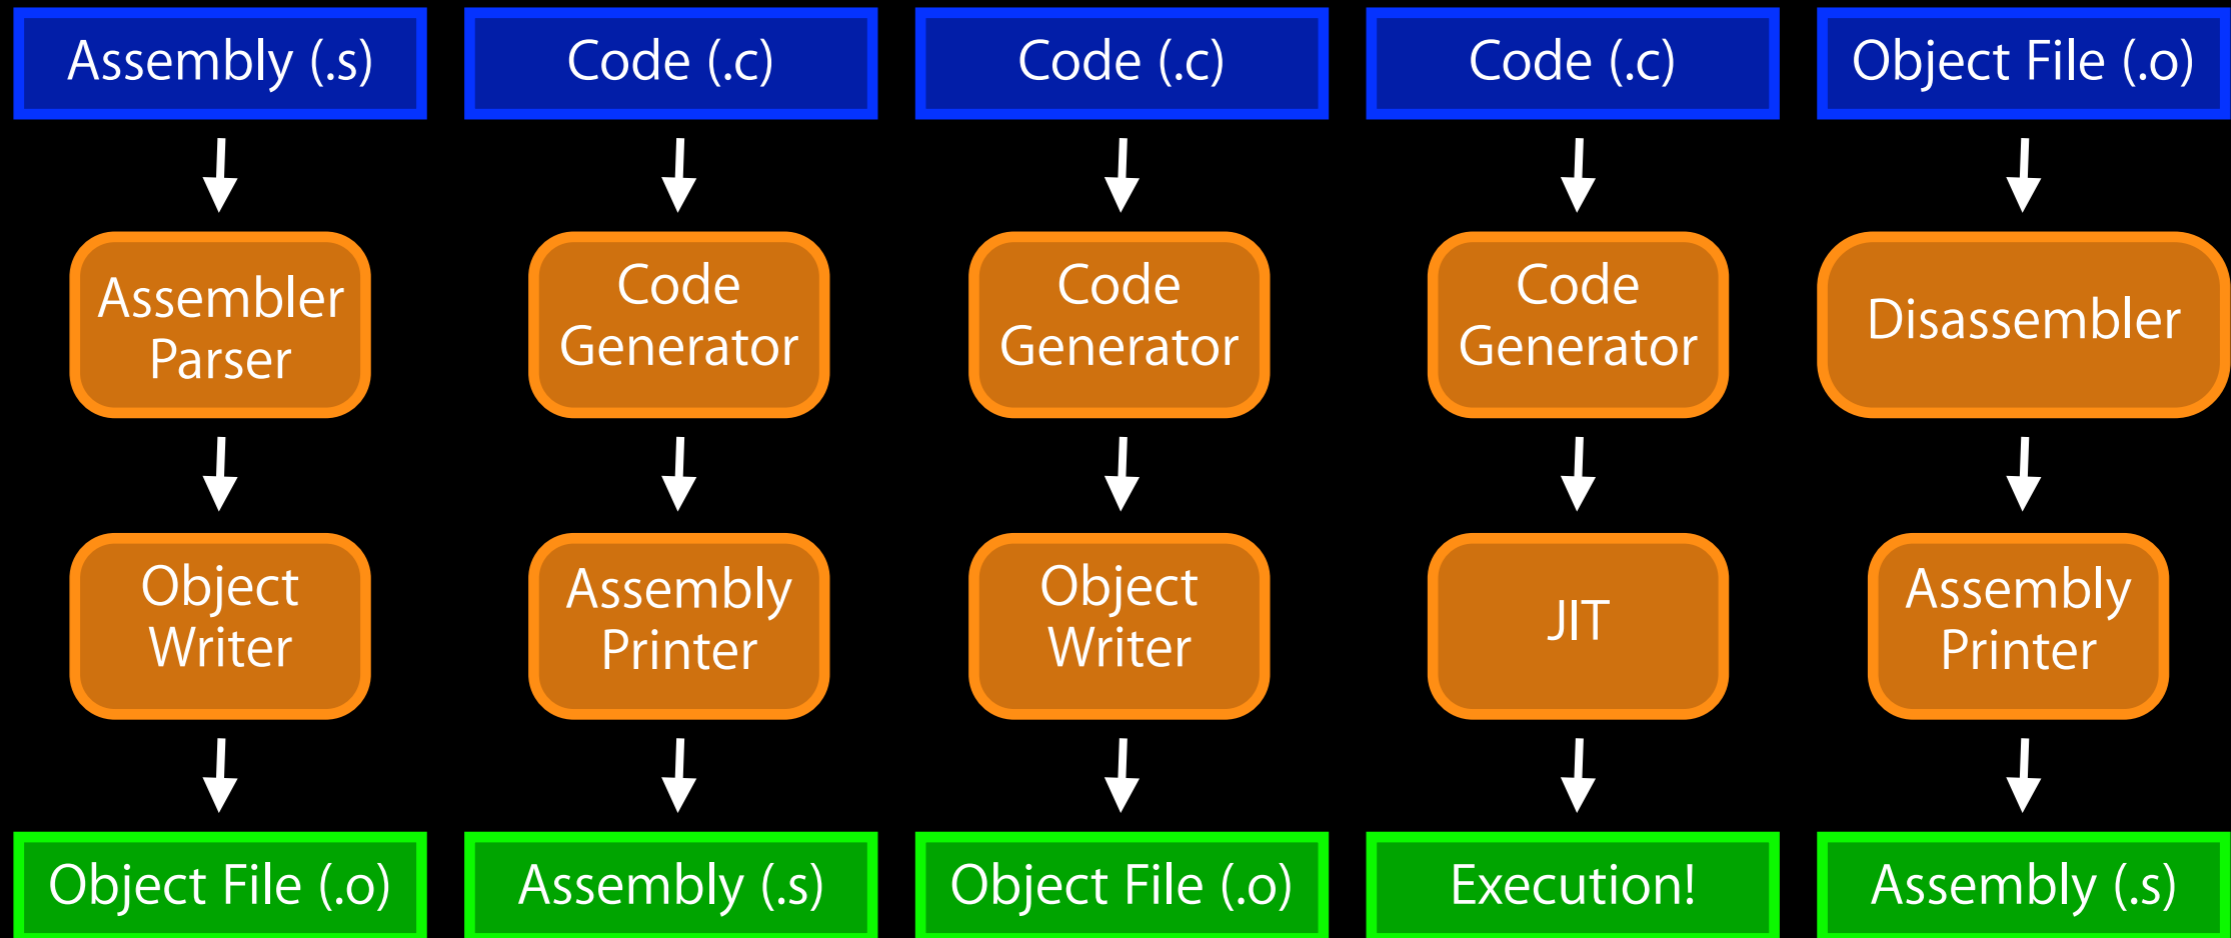 Assembly (.s)
Code (.c)
Code (.c)
Code (.c)
Object File (.o)
Assembler
Parser
Code
Generator
Code
Generator
Code
Generator
Disassembler
Object
Writer
Assembly
Printer
Object
Writer
JIT
Assembly
Printer
Object File (.o)
Assembly (.s)
Object File (.o)
Execution!
Assembly (.s)